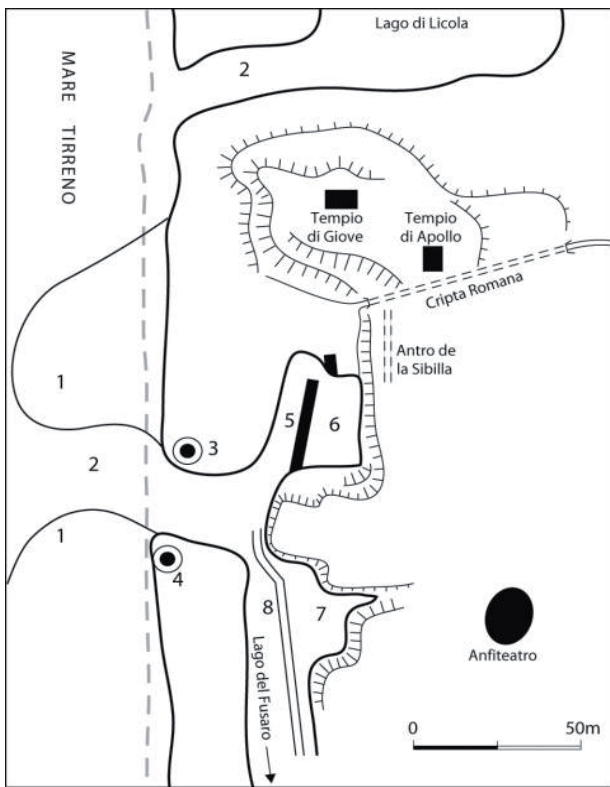 Lago di Licola
2
MARE TIRRENO
Tempio
di Giove
Tempio
di Apollo
Cripta Romana
Antro de
la Sibilla
1
5
6
3
2
1
4
8
7
Lago del Fusaro
Anfiteatro
0
50m